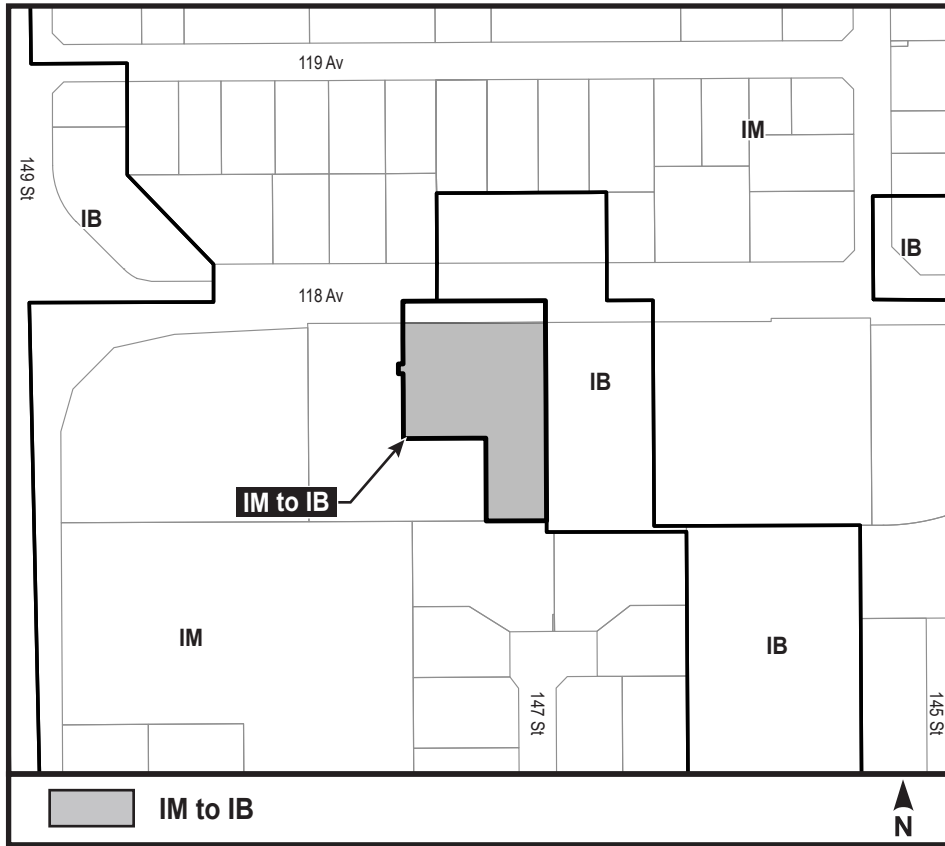 119 Av
IM
149 St
IB
IB
118 Av
IB
IM to IB
IM
IB
147 St
145 St
IM to IB
N